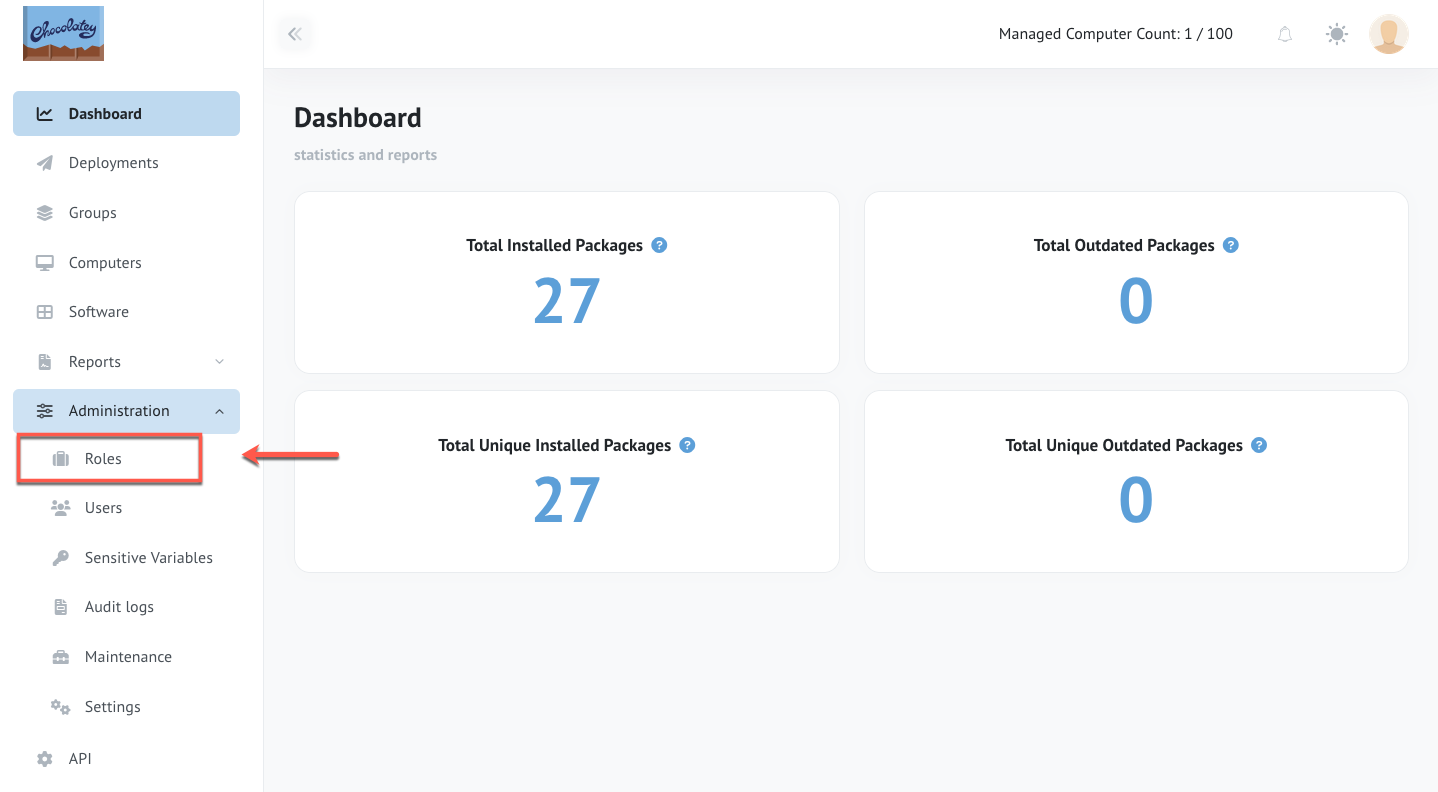 Chocolatey
Managed Computer Count: 1 / 100
Dashboard
Deployments
Groups
Computers
Software
Reports
Administration
Roles
Users
Sensitive Variables
Audit logs
Maintenance
Settings
API
Dashboard
statistics and reports
Total Installed Packages ?
27
Total Outdated Packages ?
0
Total Unique Installed Packages ?
27
Total Unique Outdated Packages ?
0